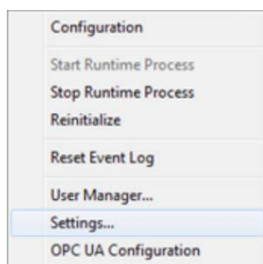 Configuration
Start Runtime Process
Stop Runtime Process
Reinitialize
Reset Event Log
User Manager...
Settings...
OPC UA Configuration